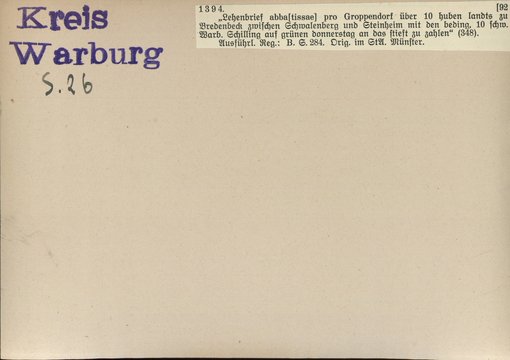 Kreis
Warburg
S. 26
1394. [92
„Lehenbrief abba[tissae] pro Groppendorf über 10 huben landts zu
Bredenbeck zwischen Schwalenberg und Steinheim mit den beding. 10 schw.
Warb. Schilling auf grünen donnerstag an das stieft zu zahlen“ (348).
Ausführl. Reg.: B. S. 284. Orig. im StA. Münster.